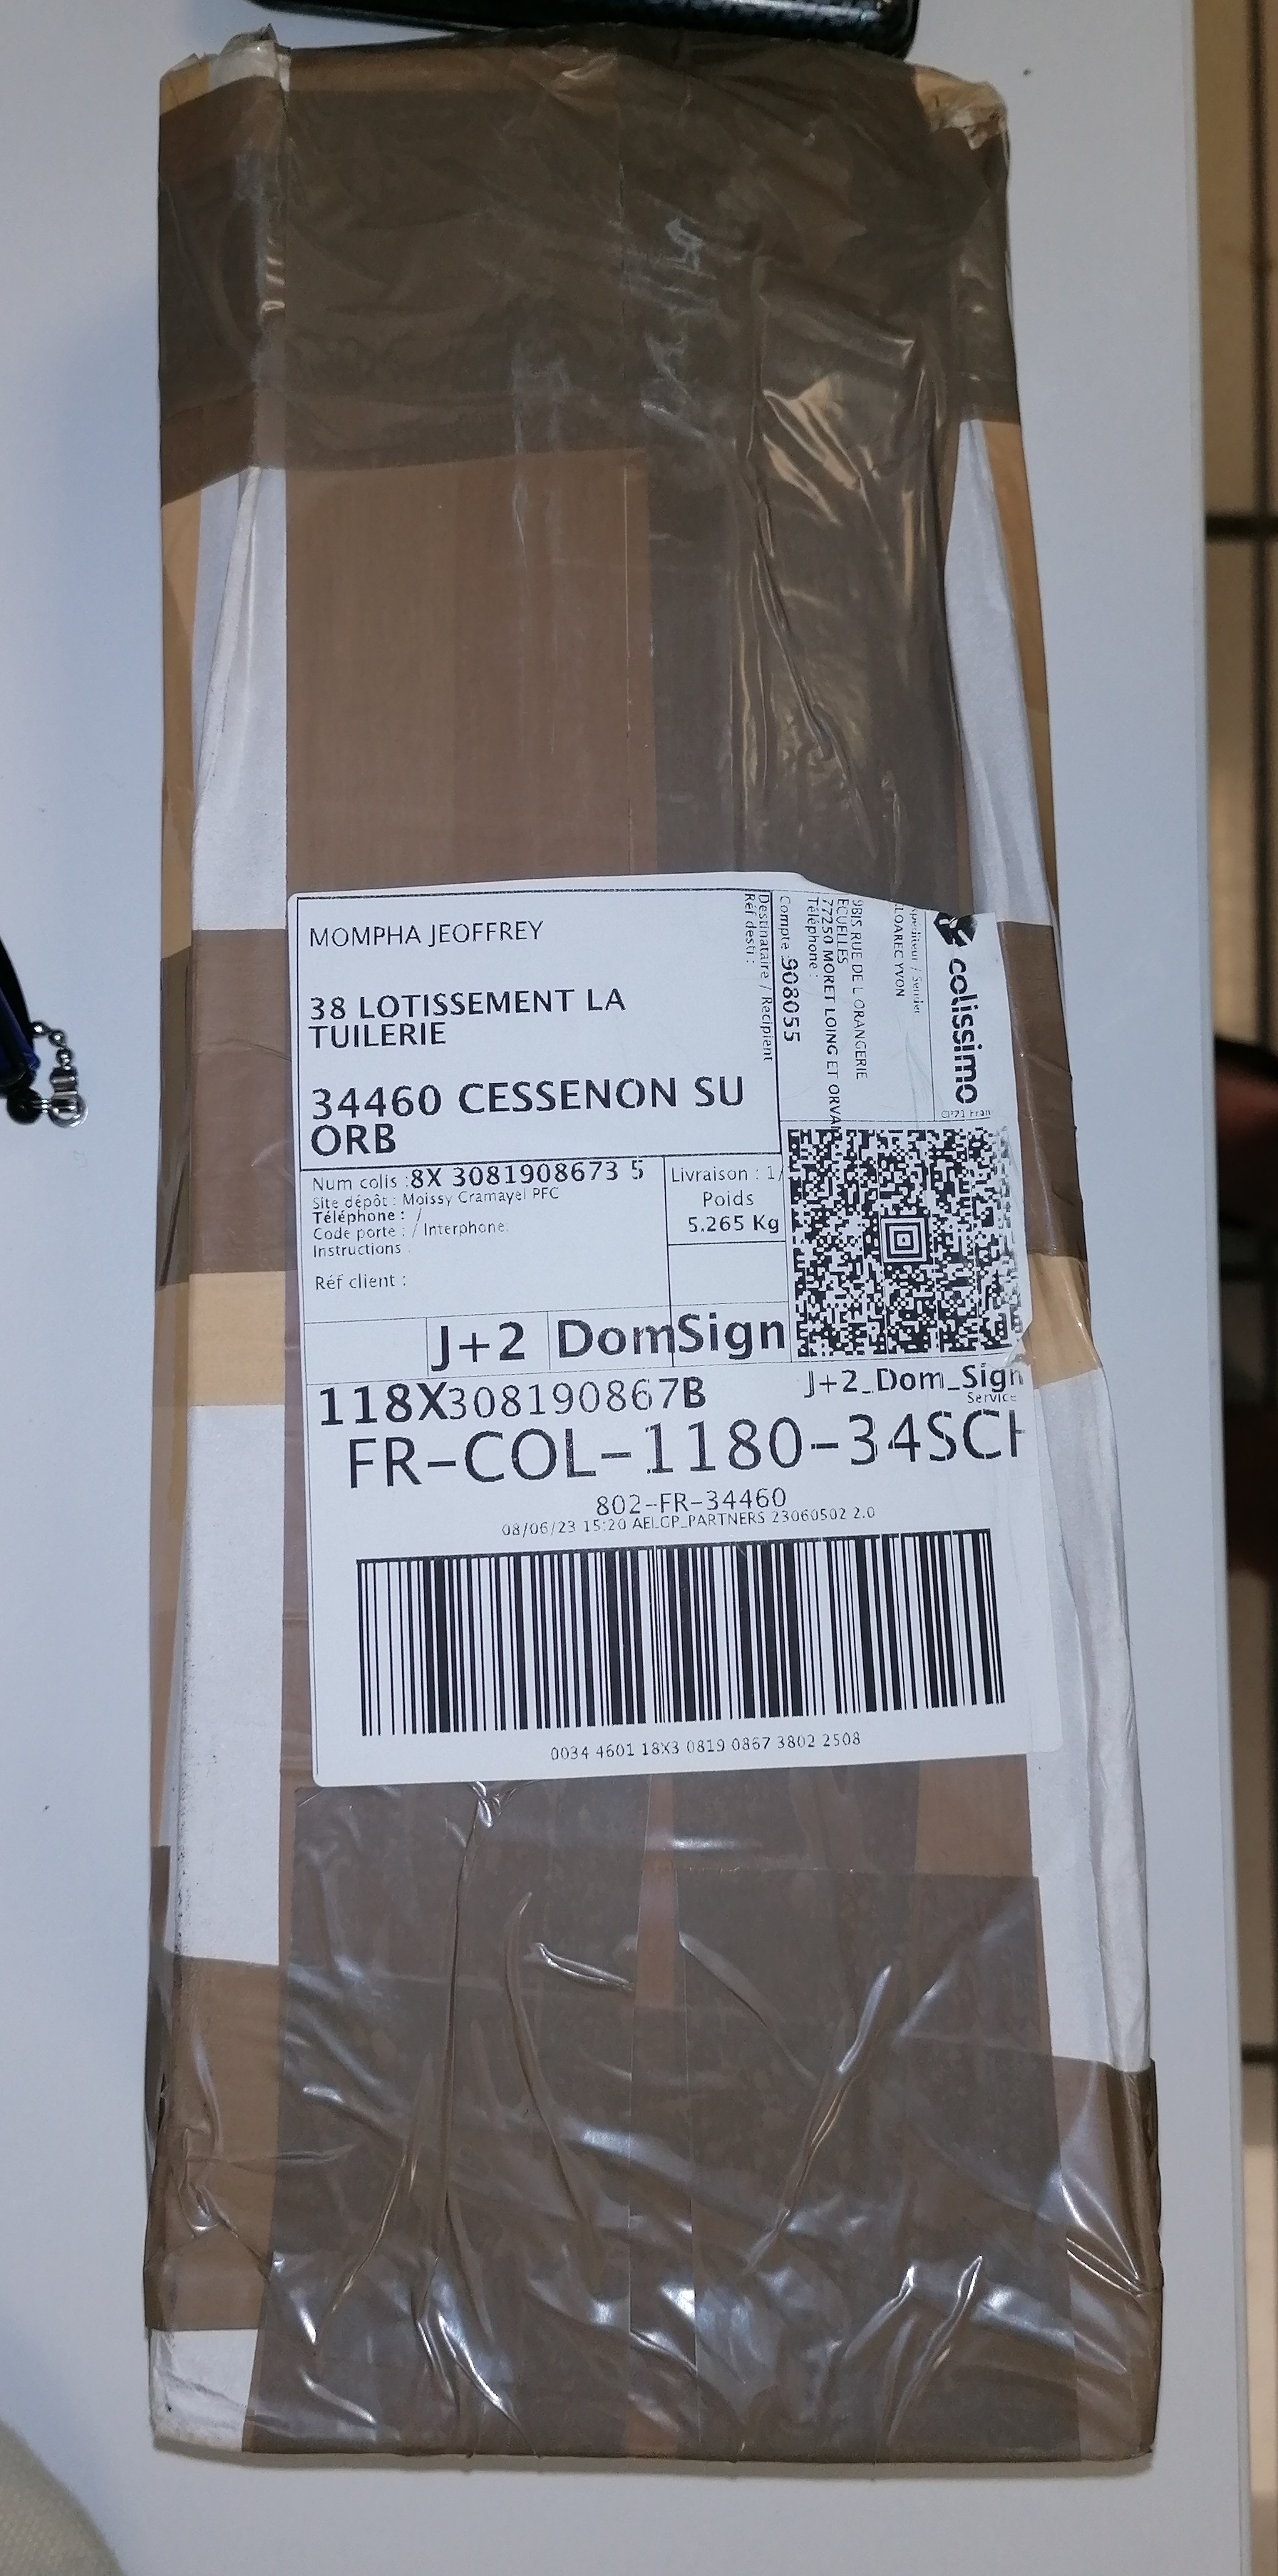 MOMPHA JEOFFREY
38 LOTISSEMENT LA
TUILERIE
34460 CESSENON SU
ORB
Destinataire / Recipient
Réf desti :
colissimo
LOAREC YVON
9BIS RUE DE L ORANGERIE
ECUELLES
77250 MORET LOING ET ORVAN
Téléphone :
Compte 908055
Num colis :8X 3081908673 5
Site dépôt : Moissy Cramayel PFC
Téléphone : /
Code porte : / Interphone:
Instructions :
Réf client :
Livraison : 1/
Poids
5.265 Kg
J+2 DomSign
118X308190867B
J+2_Dom_Sign
Service
FR-COL-1180-34SCH
802-FR-34460
08/06/23 15:20 AELGP_PARTNERS 23060502 2.0
0034 4601 18X3 0819 0867 3802 2508